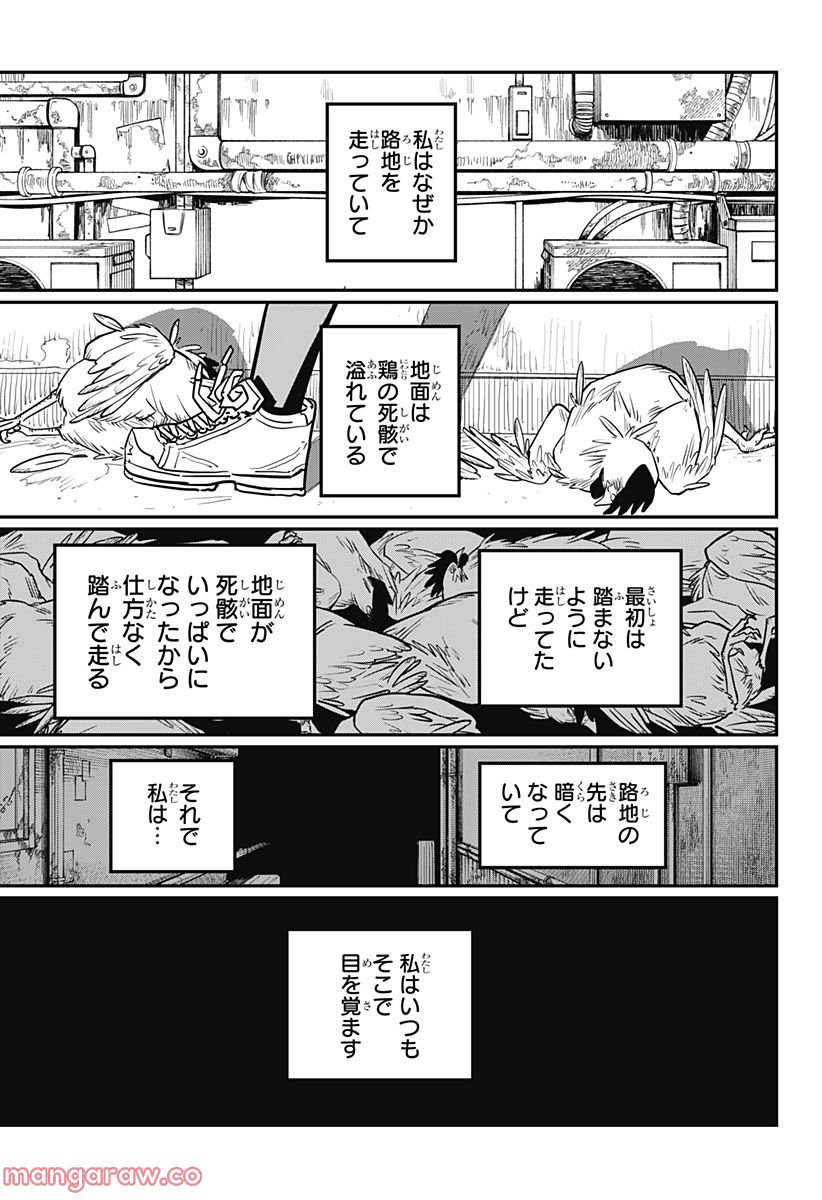 私はなぜか
路地を
走っていて
地面は
鶏の死骸で
溢れている
最初は
踏まない
ように
走ってた
けど
地面が
死骸で
いっぱいに
なったから
仕方なく
踏んで走る
路地の
先は
暗く
なって
いて
それで
私は…
私はいつも
そこで
目を覚ます
mangaraw.co